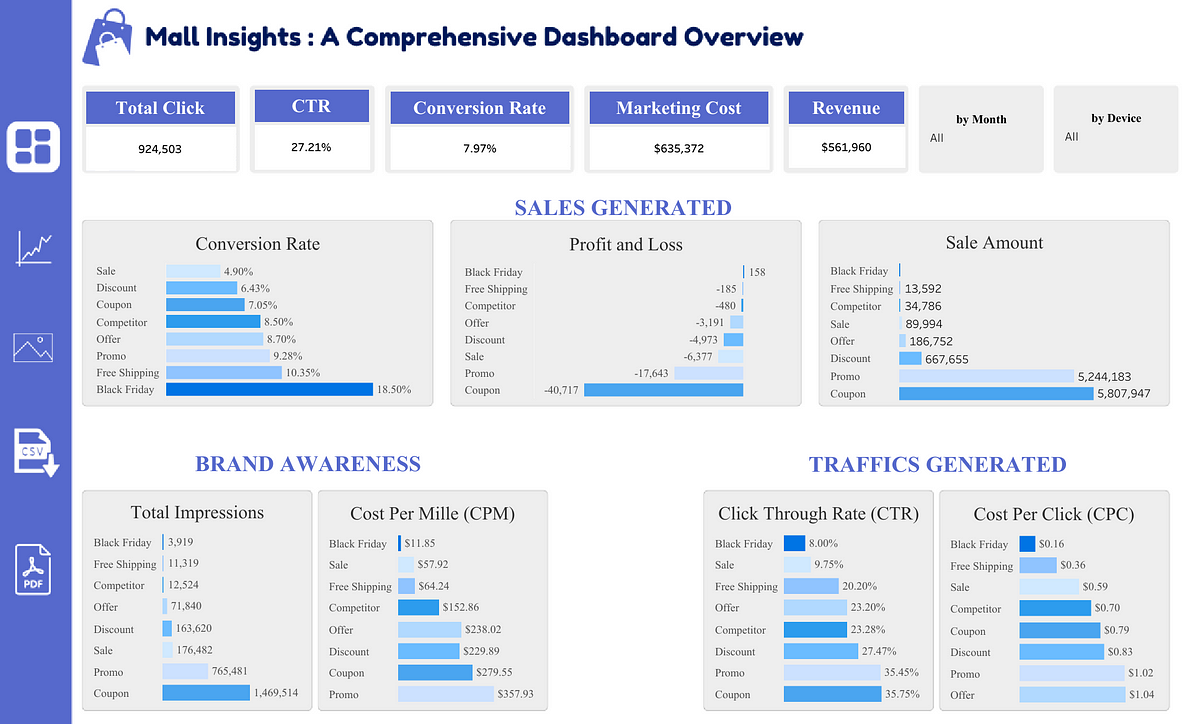 Mall Insights : A Comprehensive Dashboard Overview
Total Click
924,503
CTR
27.21%
Conversion Rate
7.97%
Marketing Cost
$635,372
Revenue
$561,960
by Month
All
by Device
All
SALES GENERATED
Conversion Rate
Sale 4.90%
Discount 6.43%
Coupon 7.05%
Competitor 8.50%
Offer 8.70%
Promo 9.28%
Free Shipping 10.35%
Black Friday 18.50%
Profit and Loss
Black Friday 158
Free Shipping -185
Competitor -480
Offer -3,191
Discount -4,973
Sale -6,377
Promo -17,643
Coupon -40,717
Sale Amount
Black Friday
Free Shipping 13,592
Competitor 34,786
Sale 89,994
Offer 186,752
Discount 667,655
Promo 5,244,183
Coupon 5,807,947
CSV
PDF
BRAND AWARENESS
Total Impressions
Black Friday 3,919
Free Shipping 11,319
Competitor 12,524
Offer 71,840
Discount 163,620
Sale 176,482
Promo 765,481
Coupon 1,469,514
Cost Per Mille (CPM)
Black Friday $11.85
Sale $57.92
Free Shipping $64.24
Competitor $152.86
Offer $238.02
Discount $229.89
Coupon $279.55
Promo $357.93
TRAFFICS GENERATED
Click Through Rate (CTR)
Black Friday 8.00%
Sale 9.75%
Free Shipping 20.20%
Offer 23.20%
Competitor 23.28%
Discount 27.47%
Promo 35.45%
Coupon 35.75%
Cost Per Click (CPC)
Black Friday $0.16
Free Shipping $0.36
Sale $0.59
Competitor $0.70
Coupon $0.79
Discount $0.83
Promo $1.02
Offer $1.04